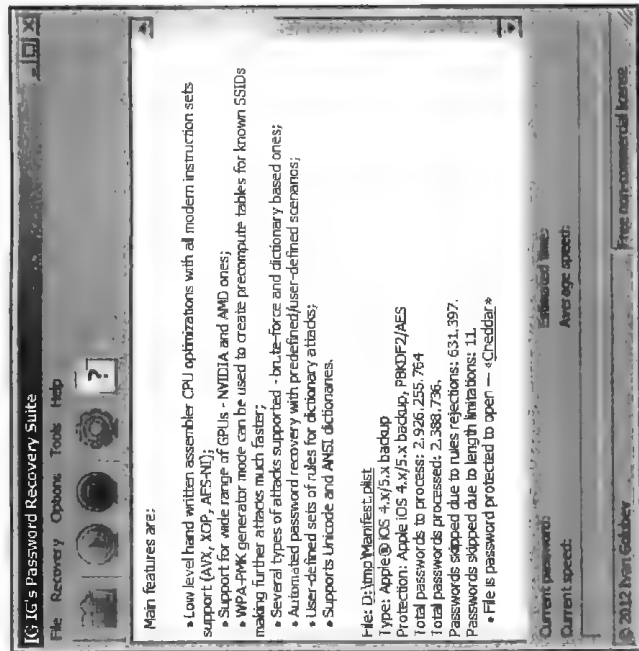 IG IG's Password Recovery Suite
File Recovery Options Tools Help
?
Main features are:
• Low level hand written assembler CPU optimizations with all modern instruction sets
support (AVX, XOP, AES-NI);
• Support for wide range of GPUs - NVIDIA and AMD ones;
• WPA-PMK generator mode can be used to create precompute tables for known SSIDs
making further attacks much faster;
• Several types of attacks supported - brute-force and dictionary based ones;
• Automated password recovery with predefined/user-defined scenarios;
• User-defined sets of rules for dictionary attacks;
• Supports Unicode and ANSI dictionaries.
File: D:\tmp\Manifest.plist
Type: Apple® iOS 4.x/5.x backup
Protection: Apple iOS 4.x/5.x backup, PBKDF2/AES
Total passwords to process: 2.926.255.764
Total passwords processed: 2.388.736.
Passwords skipped due to rules rejections: 631.397.
Passwords skipped due to length limitations: 11.
• File is password protected to open — «Cheddar»
Current password: Estimated time:
Current speed: Average speed:
© 2012 Ivan Golubev Free non-commercial license